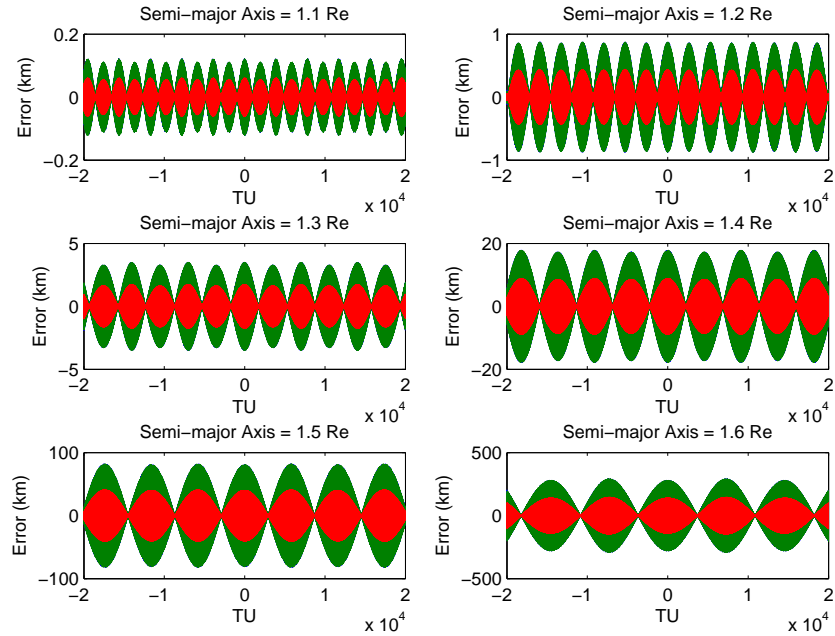 Semi−major Axis = 1.1 Re
0.2
0
−0.2
Error (km)
−2 −1 0 1 2
TU
x 10^4
Semi−major Axis = 1.2 Re
1
0
−1
Error (km)
−2 −1 0 1 2
TU
x 10^4
Semi−major Axis = 1.3 Re
5
0
−5
Error (km)
−2 −1 0 1 2
TU
x 10^4
Semi−major Axis = 1.4 Re
20
0
−20
Error (km)
−2 −1 0 1 2
TU
x 10^4
Semi−major Axis = 1.5 Re
100
0
−100
Error (km)
−2 −1 0 1 2
TU
x 10^4
Semi−major Axis = 1.6 Re
500
0
−500
Error (km)
−2 −1 0 1 2
TU
x 10^4